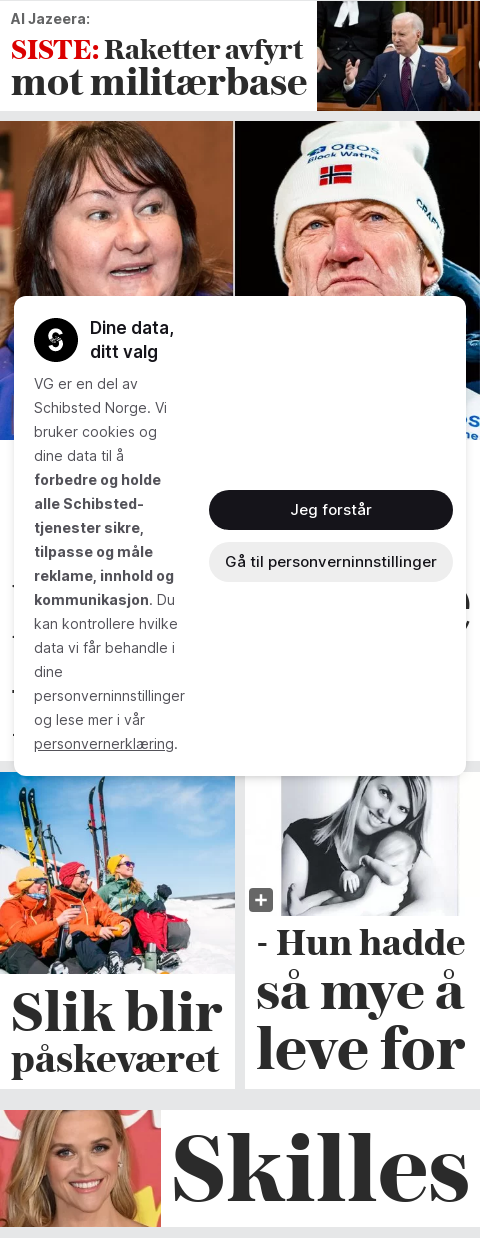 Al Jazeera:
SISTE: Raketter avfyrt
mot militærbase
OBOS
Block Watne
CRAFT
Dine data,
ditt valg
VG er en del av
Schibsted Norge. Vi
bruker cookies og
dine data til å
forbedre og holde
alle Schibsted-
tjenester sikre,
tilpasse og måle
reklame, innhold og
kommunikasjon. Du
kan kontrollere hvilke
data vi får behandle i
dine
personverninnstillinger
og lese mer i vår
personvernerklæring.
Jeg forstår
Gå til personverninnstillinger
Slik blir
påskeværet
- Hun hadde
så mye å
leve for
Skilles